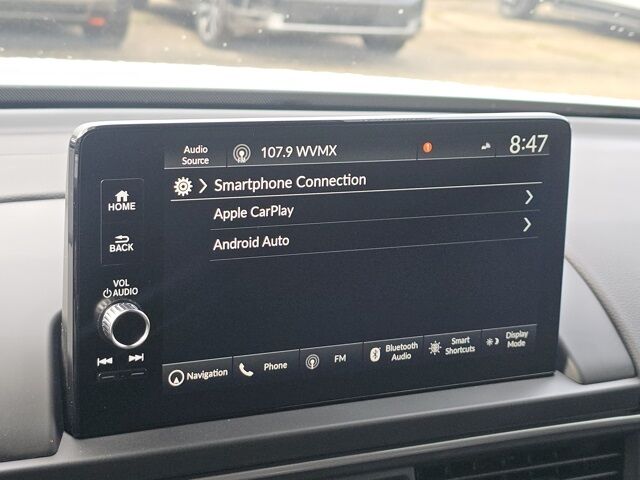 Audio
Source
107.9 WVMX
8:47
HOME
BACK
VOL
AUDIO
Smartphone Connection
Apple CarPlay
Android Auto
Navigation
Phone
FM
Bluetooth
Audio
Smart
Shortcuts
Display
Mode